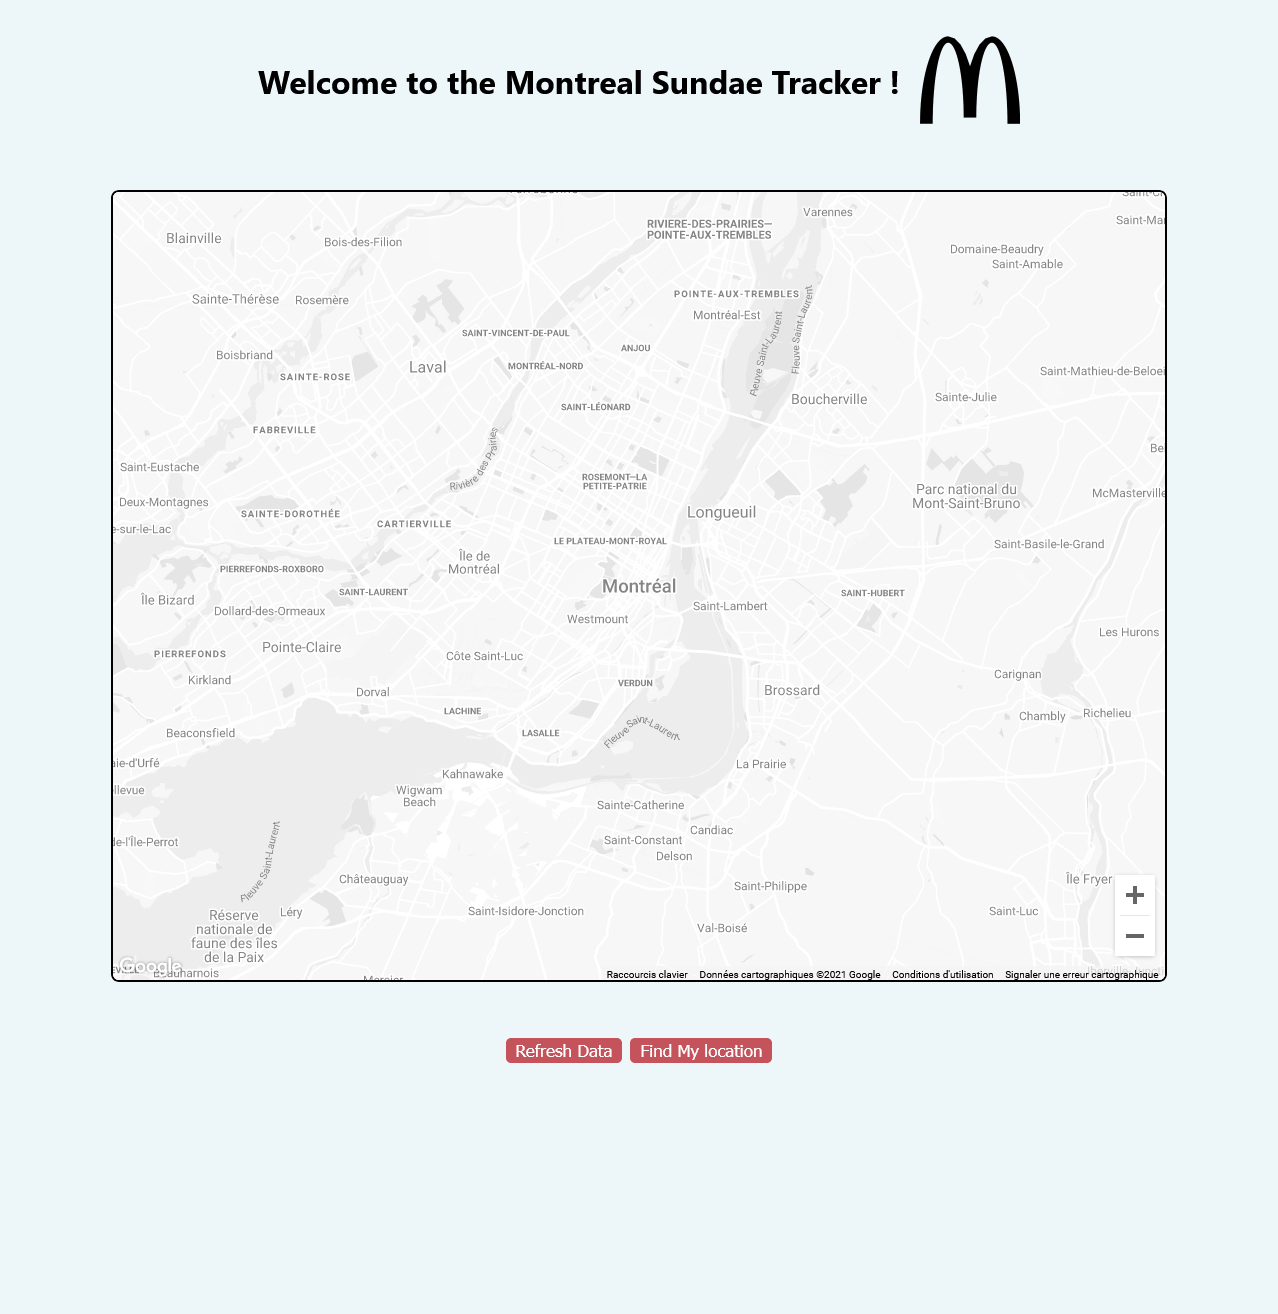 Welcome to the Montreal Sundae Tracker !
Blainville
Bois-des-Filion
RIVIERE-DES-PRAIRIES—
POINTE-AUX-TREMBLES
Varennes
Saint-Mar
Domaine-Beaudry
Saint-Amable
Sainte-Thérèse
Rosemère
POINTE-AUX-TREMBLES
Montréal-Est
Fleuve Saint-Laurent
Fleuve Saint-Laurent
SAINT-VINCENT-DE-PAUL
ANJOU
Boisbriand
Laval
MONTRÉAL-NORD
SAINTE-ROSE
Saint-Mathieu-de-Beloei
SAINT-LÉONARD
Boucherville
Sainte-Julie
FABREVILLE
Rivière des Prairies
Be
Saint-Eustache
ROSEMONT—LA
PETITE-PATRIE
Parc national du
Mont-Saint-Bruno
McMasterville
Deux-Montagnes
SAINTE-DOROTHÉE
CARTIERVILLE
Longueuil
e-sur-le-Lac
LE PLATEAU-MONT-ROYAL
Saint-Basile-le-Grand
Île de
Montréal
PIERREFONDS-ROXBORO
Montréal
SAINT-LAURENT
SAINT-HUBERT
Île Bizard
Dollard-des-Ormeaux
Saint-Lambert
Westmount
Les Hurons
Pointe-Claire
PIERREFONDS
Côte Saint-Luc
Kirkland
Carignan
VERDUN
Dorval
Brossard
LACHINE
Chambly
Richelieu
Beaconsfield
LASALLE
Fleuve Saint-Laurent
aie-d'Urfé
La Prairie
Kahnawake
llevue
Wigwam
Beach
Sainte-Catherine
Candiac
de-l'Île-Perrot
Saint-Constant
Delson
Fleuve Saint-Laurent
Châteauguay
Saint-Philippe
Île Fryer
Léry
Saint-Isidore-Jonction
Saint-Luc
Réserve
nationale de
faune des îles
de la Paix
Val-Boisé
Google
Beauharnois
Mercier
Raccourcis clavier
Données cartographiques ©2021 Google
Conditions d'utilisation
Signaler une erreur cartographique
Refresh Data
Find My location